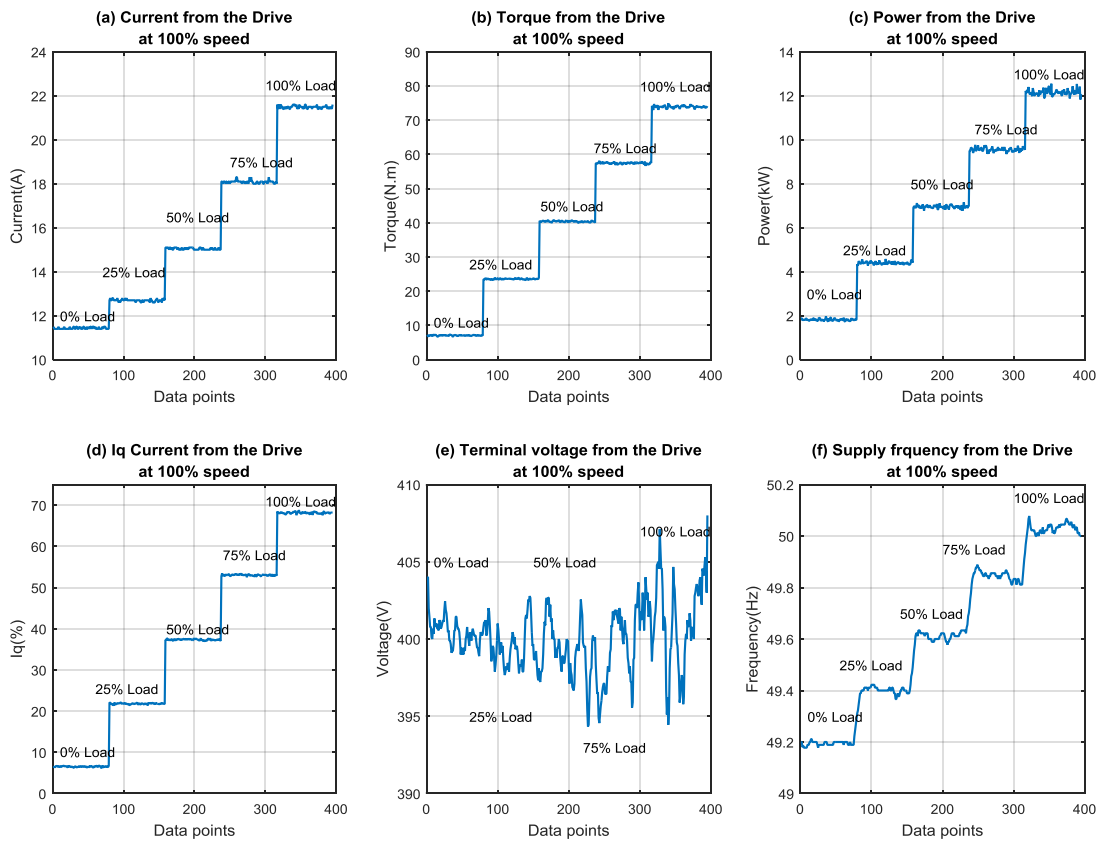 (a) Current from the Drive
at 100% speed
24
22
20
18
16
14
12
10
Current(A)
0% Load
25% Load
50% Load
75% Load
100% Load
0
100
200
300
400
Data points
(b) Torque from the Drive
at 100% speed
90
80
70
60
50
40
30
20
10
0
Torque(N.m)
0% Load
25% Load
50% Load
75% Load
100% Load
0
100
200
300
400
Data points
(c) Power from the Drive
at 100% speed
14
12
10
8
6
4
2
0
Power(kW)
0% Load
25% Load
50% Load
75% Load
100% Load
0
100
200
300
400
Data points
(d) Iq Current from the Drive
at 100% speed
70
60
50
40
30
20
10
0
Iq(%)
0% Load
25% Load
50% Load
75% Load
100% Load
0
100
200
300
400
Data points
(e) Terminal voltage from the Drive
at 100% speed
410
405
400
395
390
Voltage(V)
0% Load
25% Load
50% Load
75% Load
100% Load
0
100
200
300
400
Data points
(f) Supply frquency from the Drive
at 100% speed
50.2
50
49.8
49.6
49.4
49.2
49
Frequency(Hz)
0% Load
25% Load
50% Load
75% Load
100% Load
0
100
200
300
400
Data points